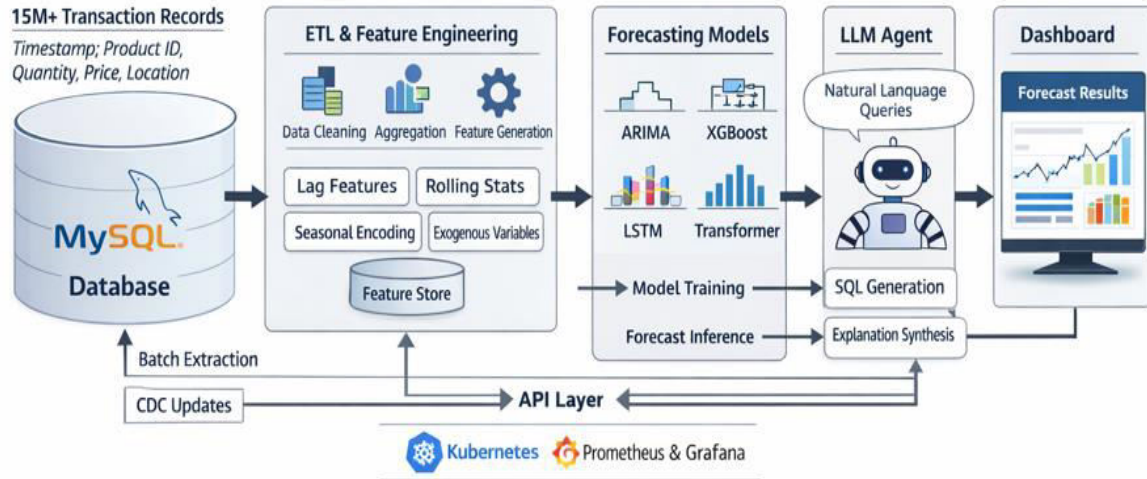 15M+ Transaction Records
Timestamp; Product ID,
Quantity, Price, Location
MySQL.
Database
ETL & Feature Engineering
Data Cleaning
Aggregation
Feature Generation
Lag Features
Rolling Stats
Seasonal Encoding
Exogenous Variables
Feature Store
Forecasting Models
ARIMA
XGBoost
LSTM
Transformer
Model Training
Forecast Inference
LLM Agent
Natural Language
Queries
SQL Generation
Explanation Synthesis
Dashboard
Forecast Results
Batch Extraction
CDC Updates
API Layer
Kubernetes
Prometheus & Grafana